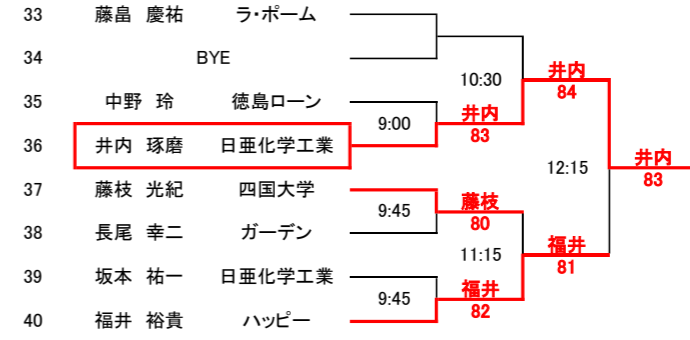 33 藤畠 慶祐 ラ・ポーム
34 BYE
10:30
井内
84
35 中野 玲 徳島ローン
9:00
井内
83
36 井内 琢磨 日亜化学工業
12:15
井内
83
37 藤枝 光紀 四国大学
9:45
藤枝
80
38 長尾 幸二 ガーデン
11:15
福井
81
39 坂本 祐一 日亜化学工業
9:45
福井
82
40 福井 裕貴 ハッピー